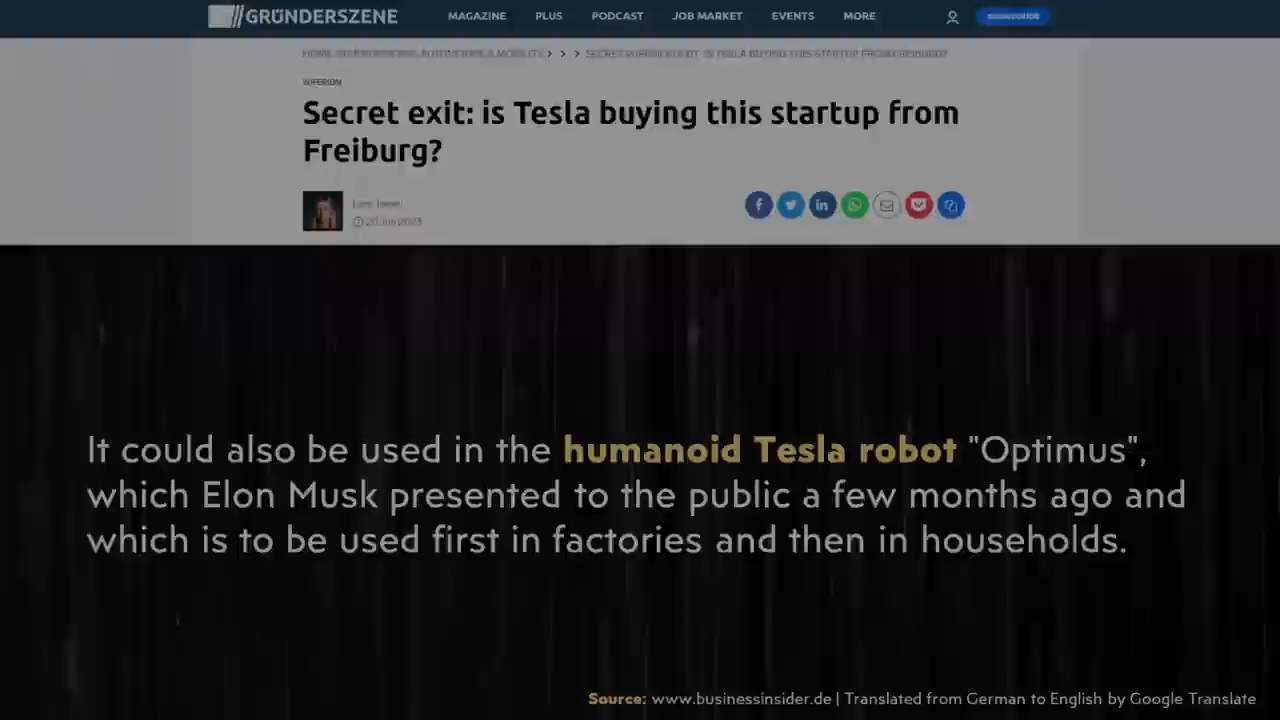 GRÜNDERSZENE
MAGAZINE PLUS PODCAST JOB MARKET EVENTS MORE
WIFERION
Secret exit: is Tesla buying this startup from
Freiburg?
It could also be used in the humanoid Tesla robot "Optimus",
which Elon Musk presented to the public a few months ago and
which is to be used first in factories and then in households.
Source: www.businessinsider.de | Translated from German to English by Google Translate